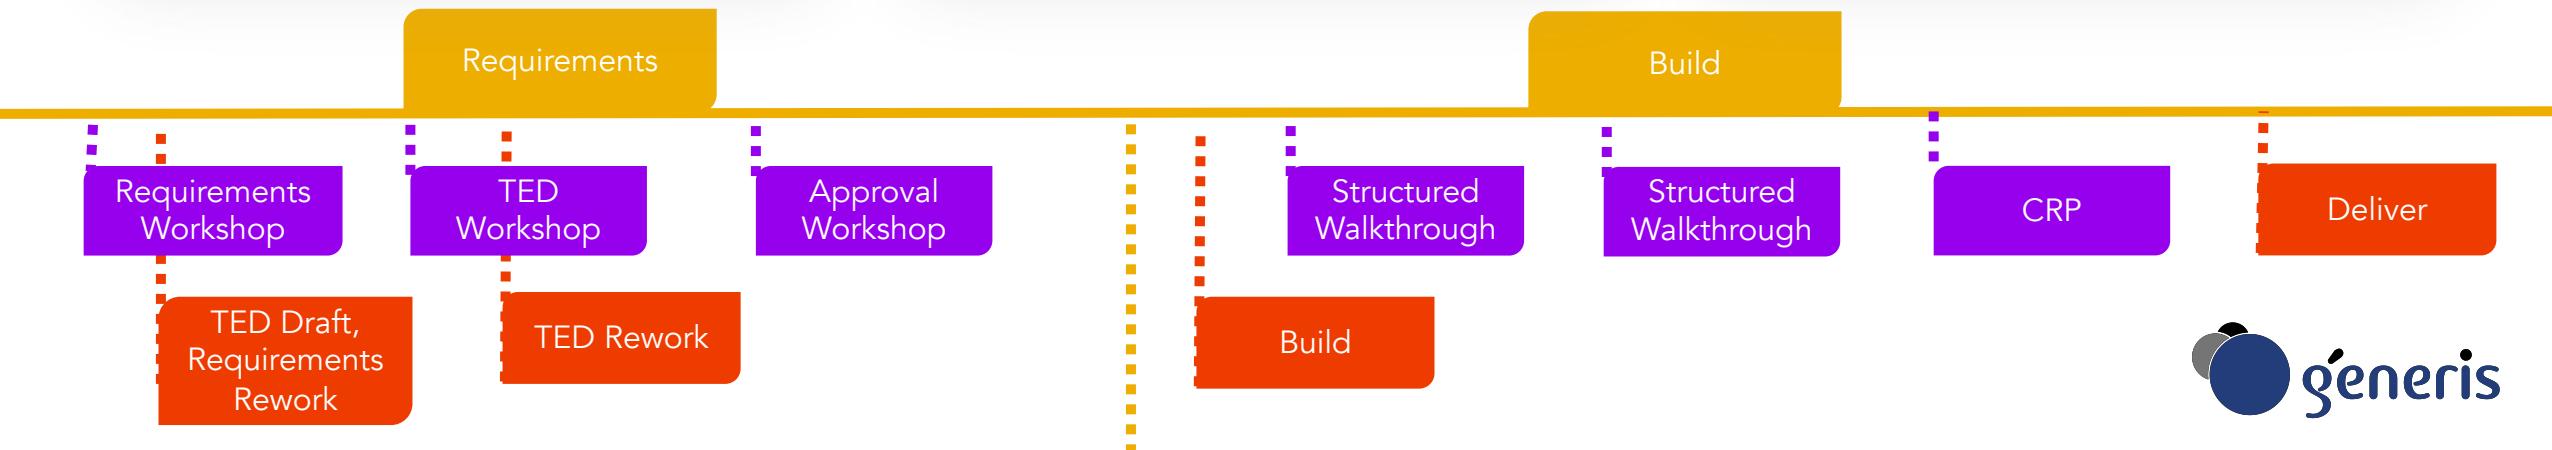 Requirements
Build
Requirements
Workshop
TED
Workshop
Approval
Workshop
Structured
Walkthrough
Structured
Walkthrough
CRP
Deliver
TED Draft,
Requirements
Rework
TED Rework
Build
generis